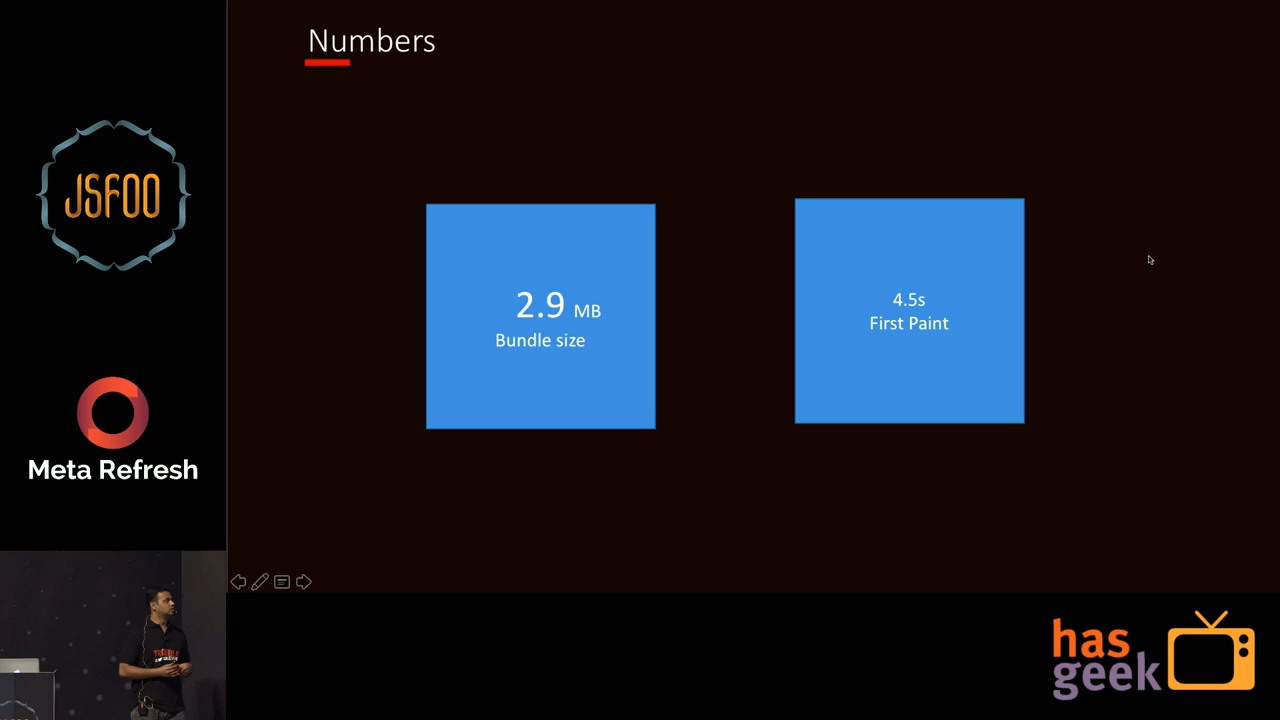 Numbers
JSFOO
2.9 MB
Bundle size
4.5s
First Paint
Meta Refresh
has
geek